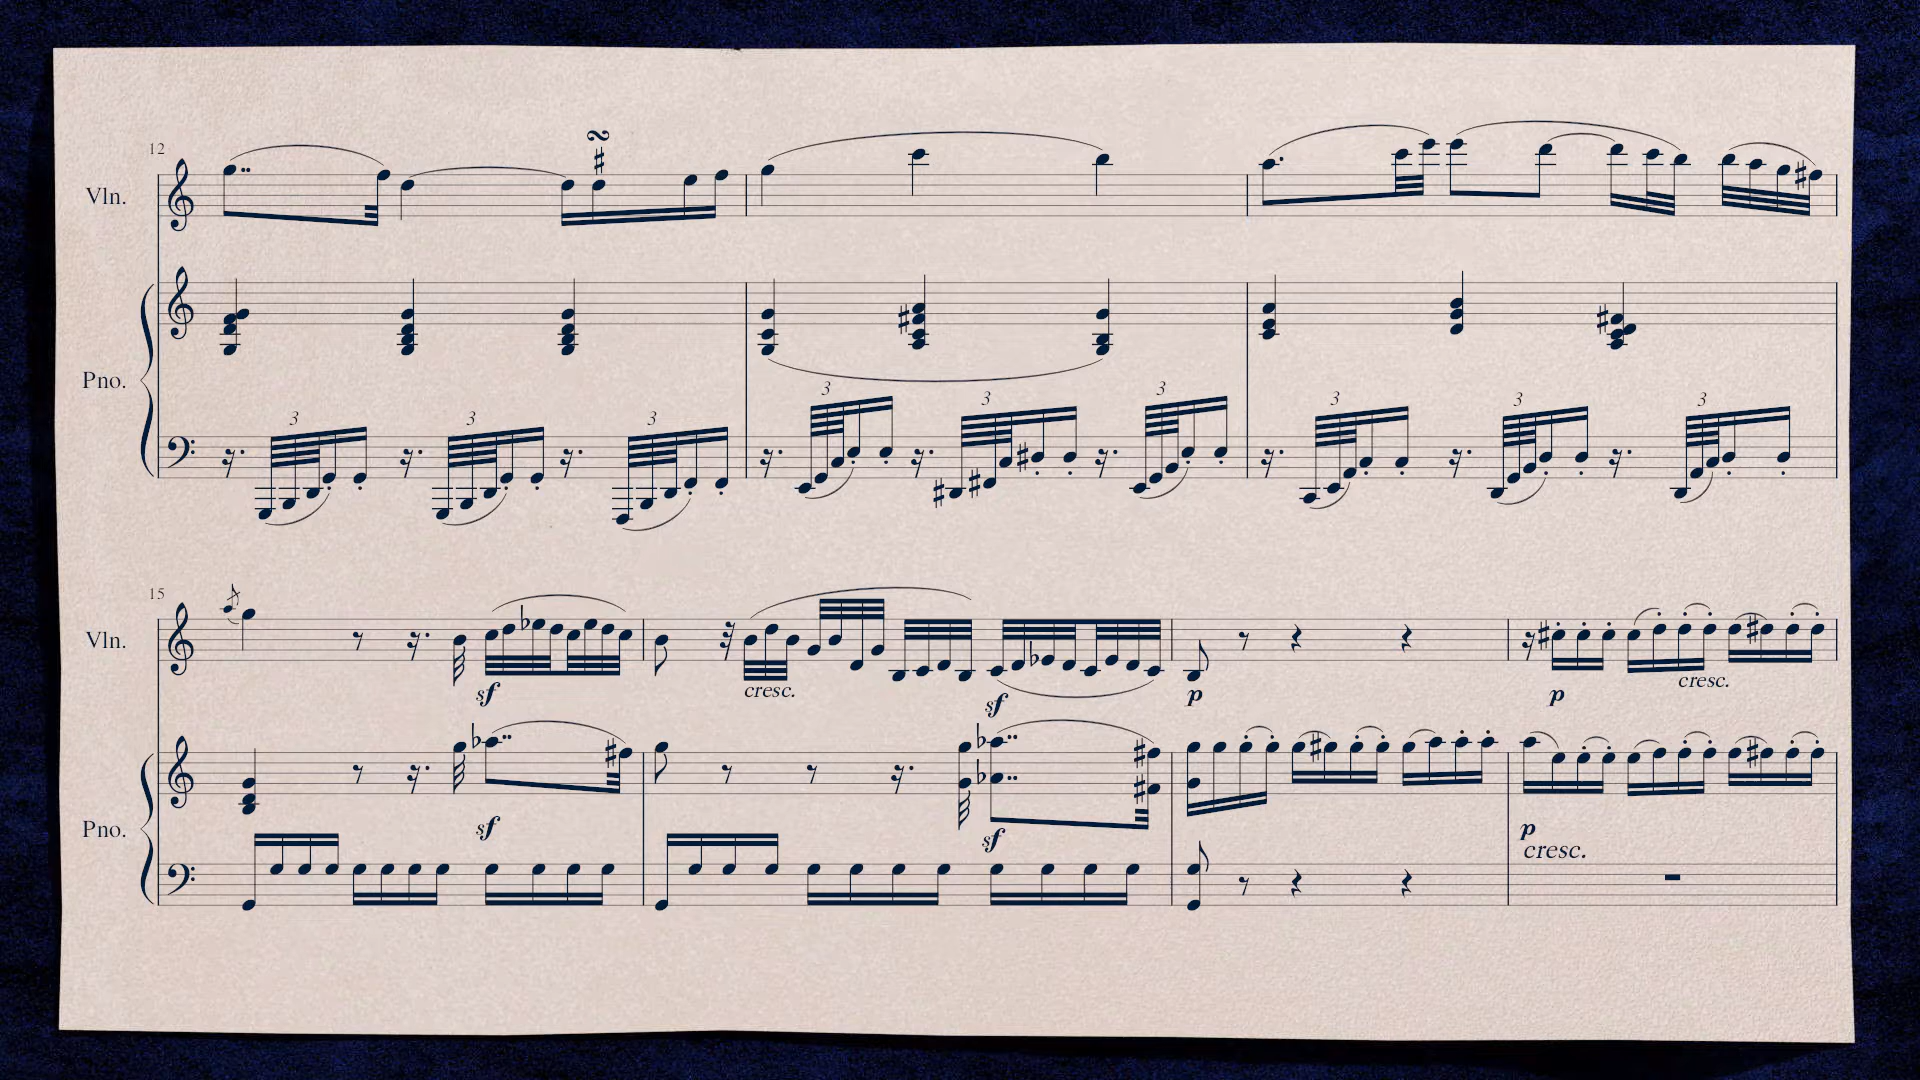 12
Vln.
3 3 3 3 3 3 3 3 3
Pno.
15
Vln.
sf cresc. sf p p cresc.
Pno.
sf sf p
cresc.